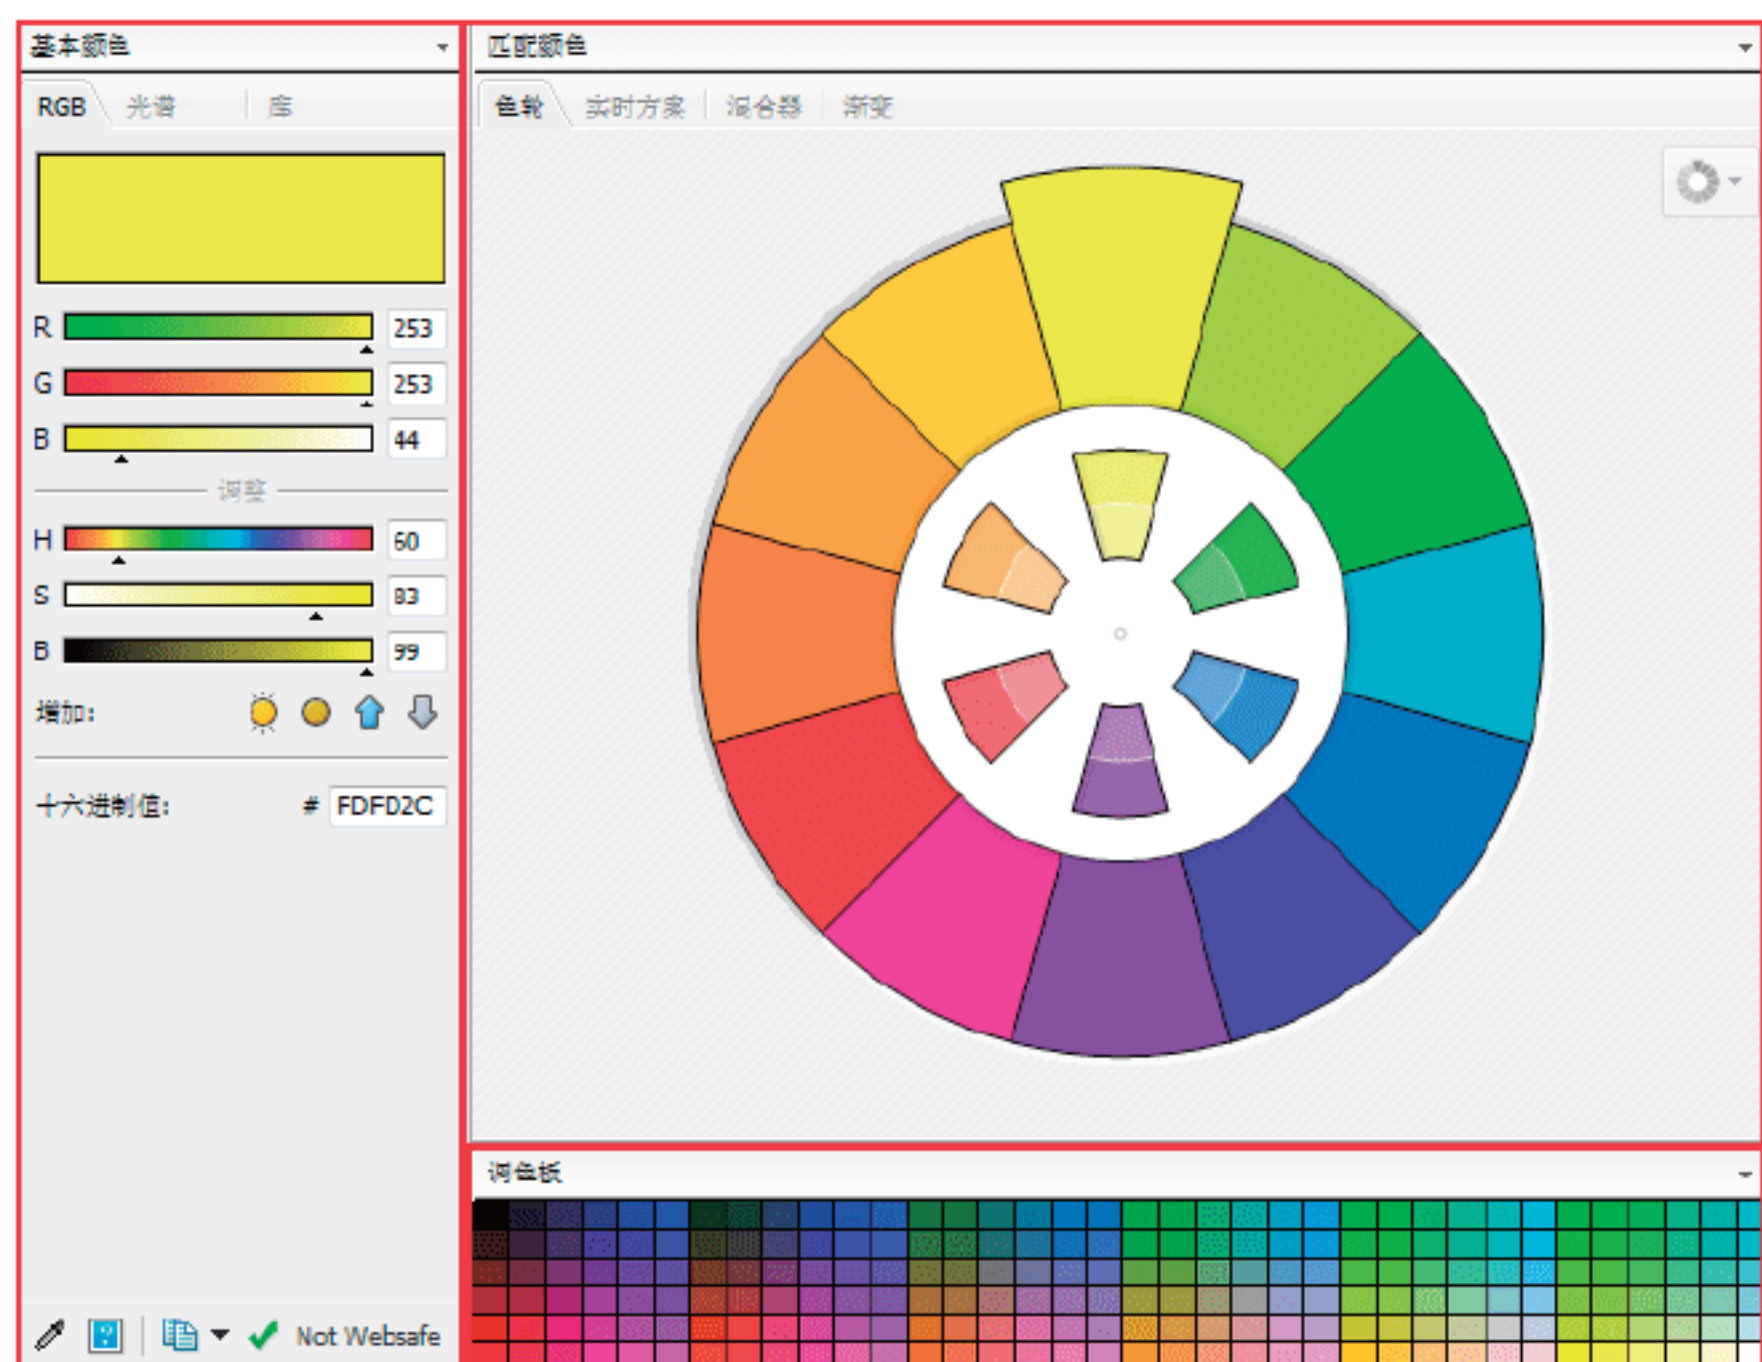 基本颜色
RGB 光谱 库
R 253
G 253
B 44
调整
H 60
S 83
B 99
增加:
十六进制值: # FDFD2C
Not Websafe
匹配颜色
色轮 实时方案 混合器 渐变
调色板